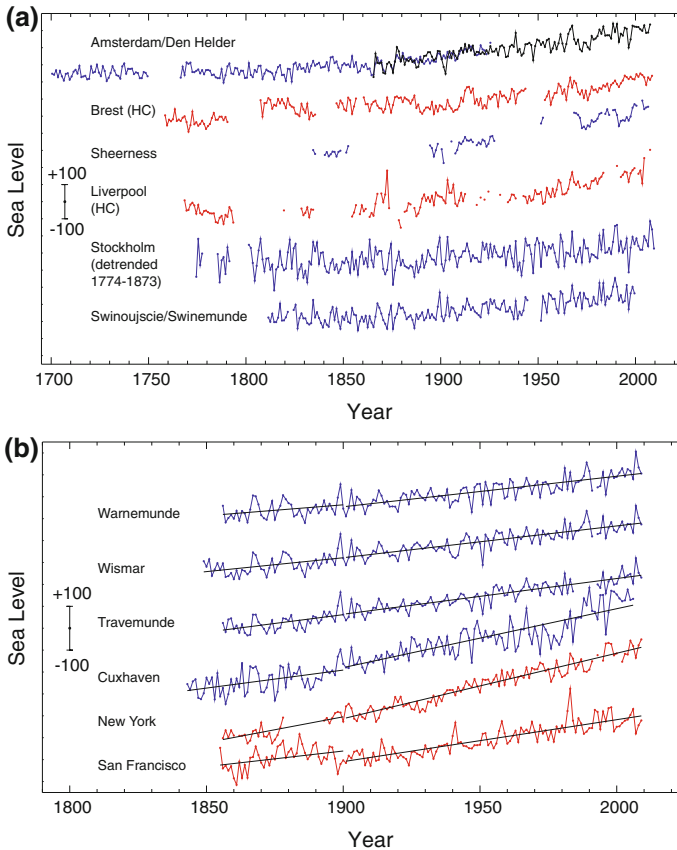 (a)
Amsterdam/Den Helder
Brest (HC)
Sheerness
Liverpool
(HC)
Stockholm
(detrended
1774-1873)
Swinoujscie/Swinemunde
Sea Level
+100
-100
1700 1750 1800 1850 1900 1950 2000
Year
(b)
Warnemunde
Wismar
Travemunde
Cuxhaven
New York
San Francisco
Sea Level
+100
-100
1800 1850 1900 1950 2000
Year